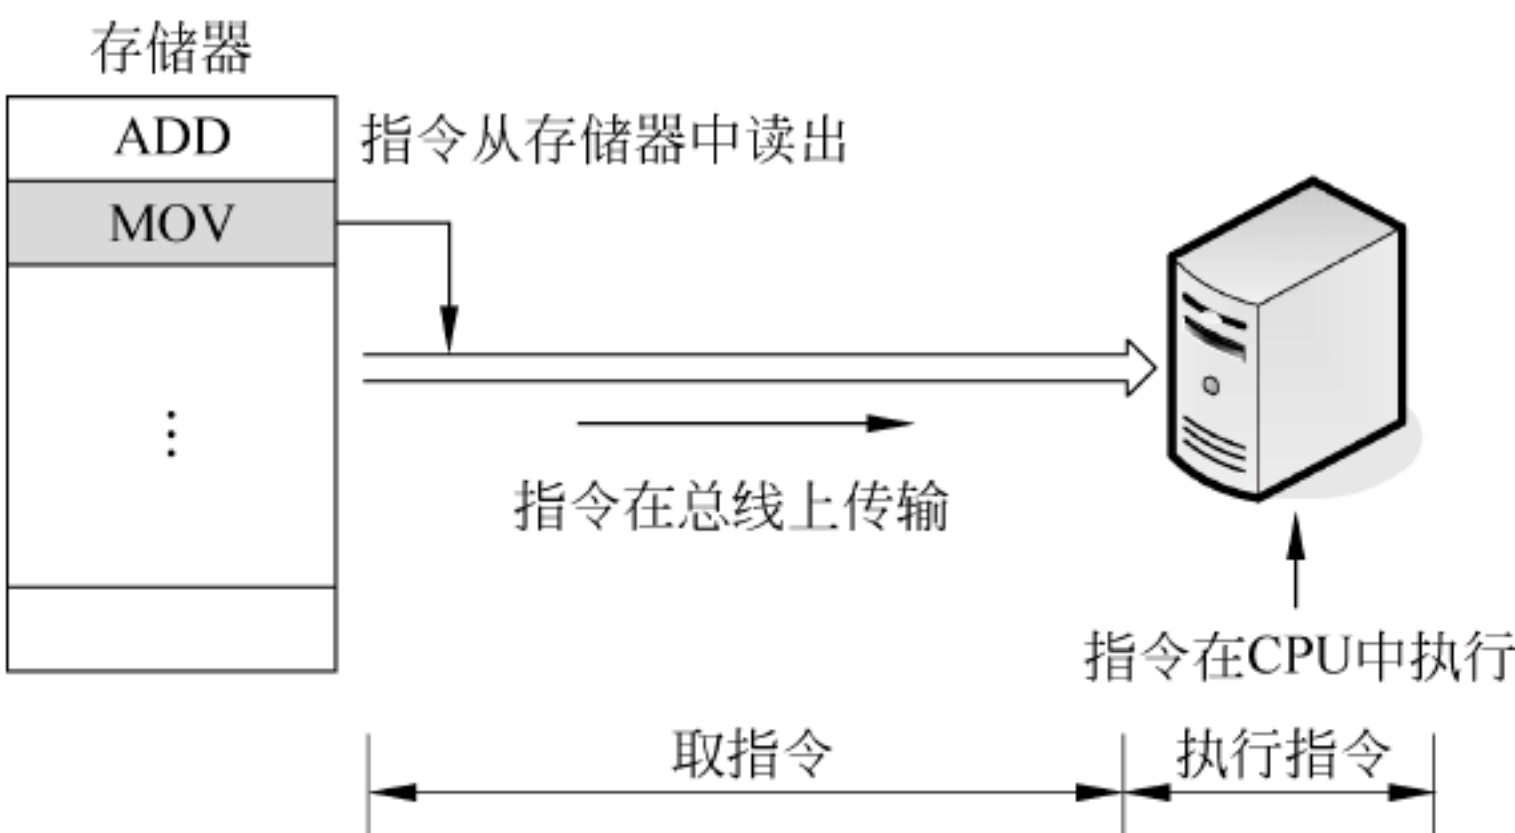 存储器
ADD
指令从存储器中读出
MOV
指令在总线上传输
指令在CPU中执行
取指令
执行指令